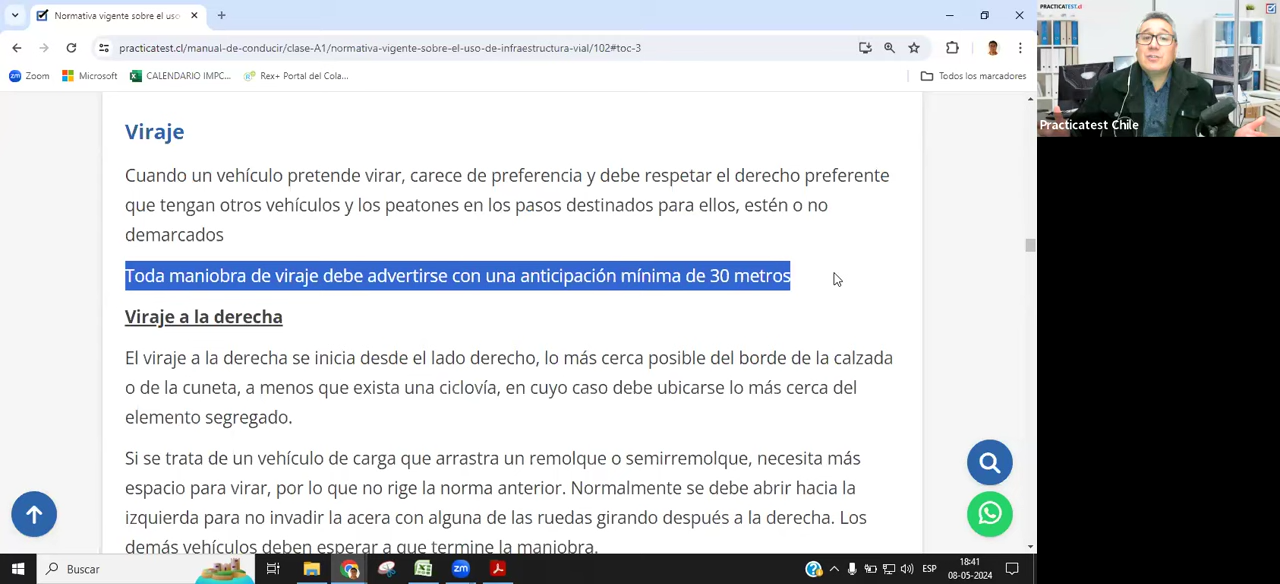 Normativa vigente sobre el uso
practicatest.cl/manual-de-conducir/clase-A1/normativa-vigente-sobre-el-uso-de-infraestructura-vial/102#toc-3
Zoom
Microsoft
CALENDARIO IMPC...
Rex+ Portal del Cola...
Todos los marcadores
PRACTICATEST.cl
Practicatest Chile
Viraje
Cuando un vehículo pretende virar, carece de preferencia y debe respetar el derecho preferente
que tengan otros vehículos y los peatones en los pasos destinados para ellos, estén o no
demarcados
Toda maniobra de viraje debe advertirse con una anticipación mínima de 30 metros
Viraje a la derecha
El viraje a la derecha se inicia desde el lado derecho, lo más cerca posible del borde de la calzada
o de la cuneta, a menos que exista una ciclovía, en cuyo caso debe ubicarse lo más cerca del
elemento segregado.
Si se trata de un vehículo de carga que arrastra un remolque o semirremolque, necesita más
espacio para virar, por lo que no rige la norma anterior. Normalmente se debe abrir hacia la
izquierda para no invadir la acera con alguna de las ruedas girando después a la derecha. Los
demás vehículos deben esperar a que termine la maniobra.
Buscar
zm
ESP
18:41
08-05-2024